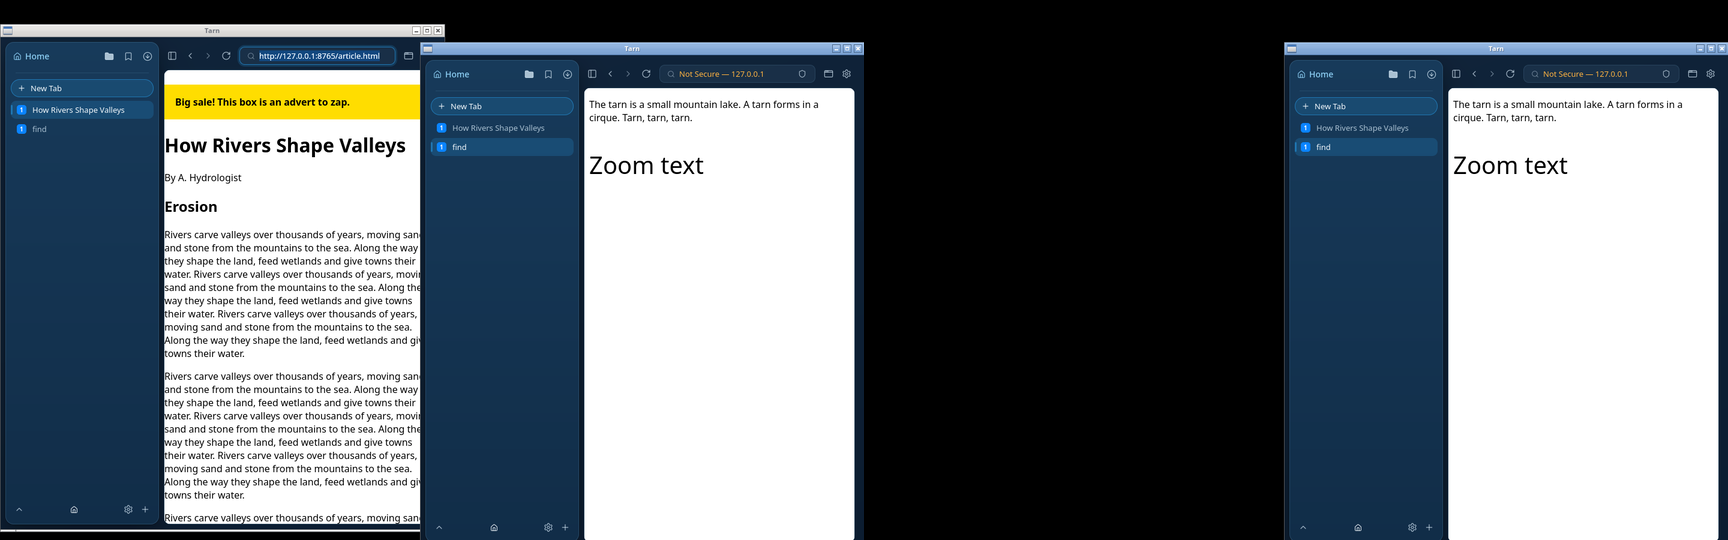 Tarn
Home
http://127.0.0.1:8765/article.html
New Tab
1 How Rivers Shape Valleys
1 find
Big sale! This box is an advert to zap.
How Rivers Shape Valleys
By A. Hydrologist
Erosion
Rivers carve valleys over thousands of years, moving sand
and stone from the mountains to the sea. Along the way
they shape the land, feed wetlands and give towns their
water. Rivers carve valleys over thousands of years, movin
sand and stone from the mountains to the sea. Along the
way they shape the land, feed wetlands and give towns
their water. Rivers carve valleys over thousands of years,
moving sand and stone from the mountains to the sea.
Along the way they shape the land, feed wetlands and giv
towns their water.
Rivers carve valleys over thousands of years, moving sand
and stone from the mountains to the sea. Along the way
they shape the land, feed wetlands and give towns their
water. Rivers carve valleys over thousands of years, movin
sand and stone from the mountains to the sea. Along the
way they shape the land, feed wetlands and give towns
their water. Rivers carve valleys over thousands of years,
moving sand and stone from the mountains to the sea.
Along the way they shape the land, feed wetlands and giv
towns their water.
Rivers carve valleys over thousands of years, moving sand
Tarn
Home
Not Secure — 127.0.0.1
New Tab
1 How Rivers Shape Valleys
1 find
The tarn is a small mountain lake. A tarn forms in a
cirque. Tarn, tarn, tarn.
Zoom text
Tarn
Home
Not Secure — 127.0.0.1
New Tab
1 How Rivers Shape Valleys
1 find
The tarn is a small mountain lake. A tarn forms in a
cirque. Tarn, tarn, tarn.
Zoom text